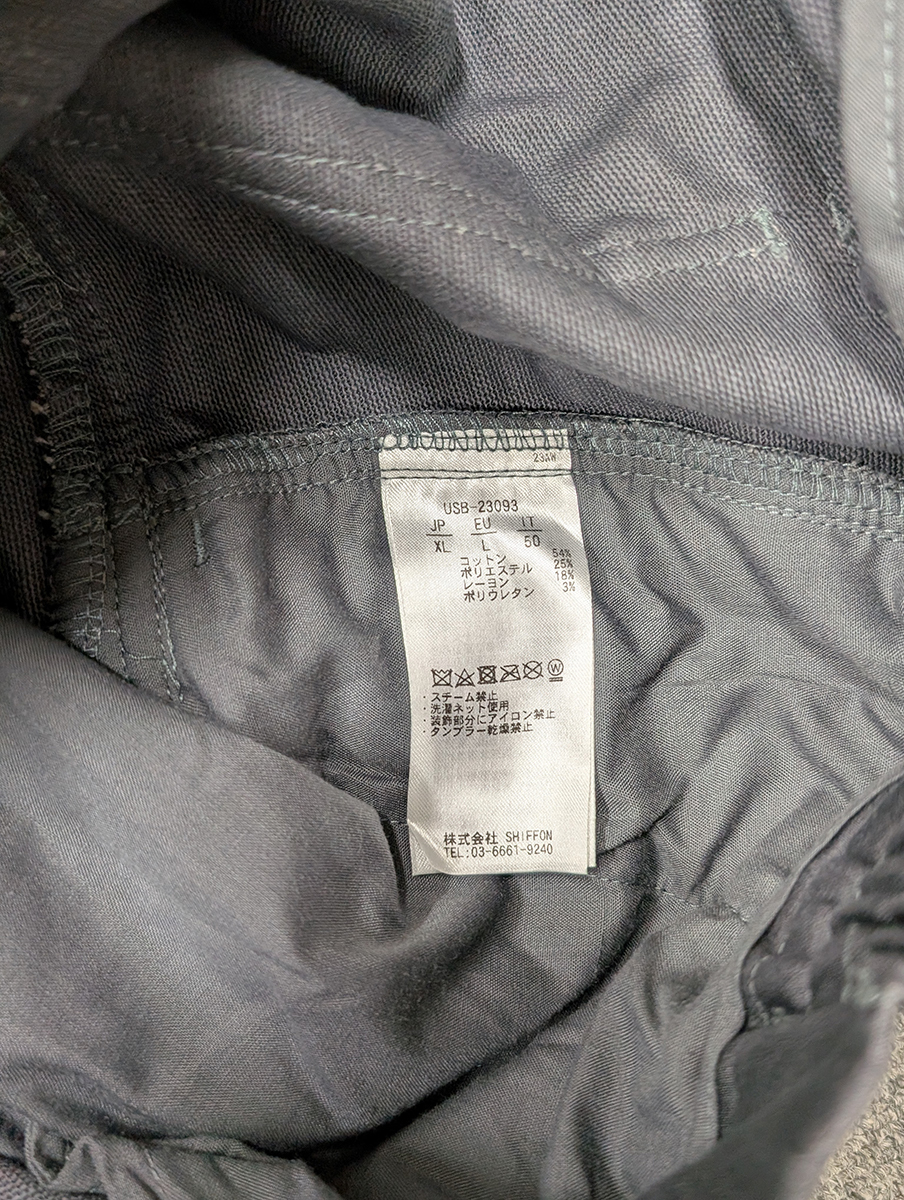 23AW
USB-23093
JP EU IT
XL L 50
コットン 54%
ポリエステル 25%
レーヨン 18%
ポリウレタン 3%
W
・スチーム禁止
・洗濯ネット使用
・装飾部分にアイロン禁止
・タンブラー乾燥禁止
株式会社 SHIFFON
TEL:03-6661-9240